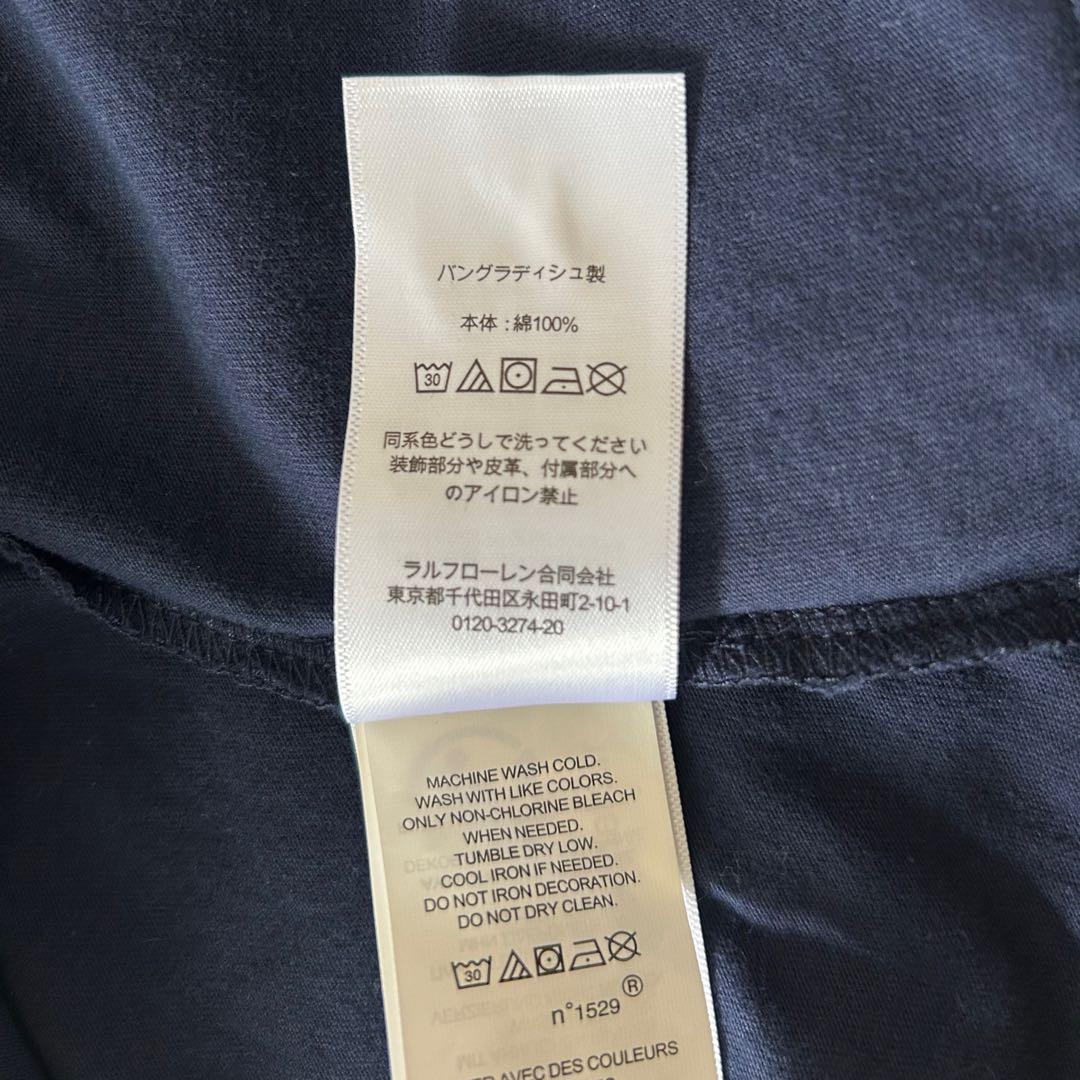 バングラディシュ製
本体:綿100%
30
同系色どうしで洗ってください
装飾部分や皮革、付属部分へ
のアイロン禁止
ラルフローレン合同会社
東京都千代田区永田町2-10-1
0120-3274-20
MACHINE WASH COLD.
WASH WITH LIKE COLORS.
ONLY NON-CHLORINE BLEACH
WHEN NEEDED.
TUMBLE DRY LOW.
COOL IRON IF NEEDED.
DO NOT IRON DECORATION.
DO NOT DRY CLEAN.
30
®
n°1529
AVEC DES COULEURS